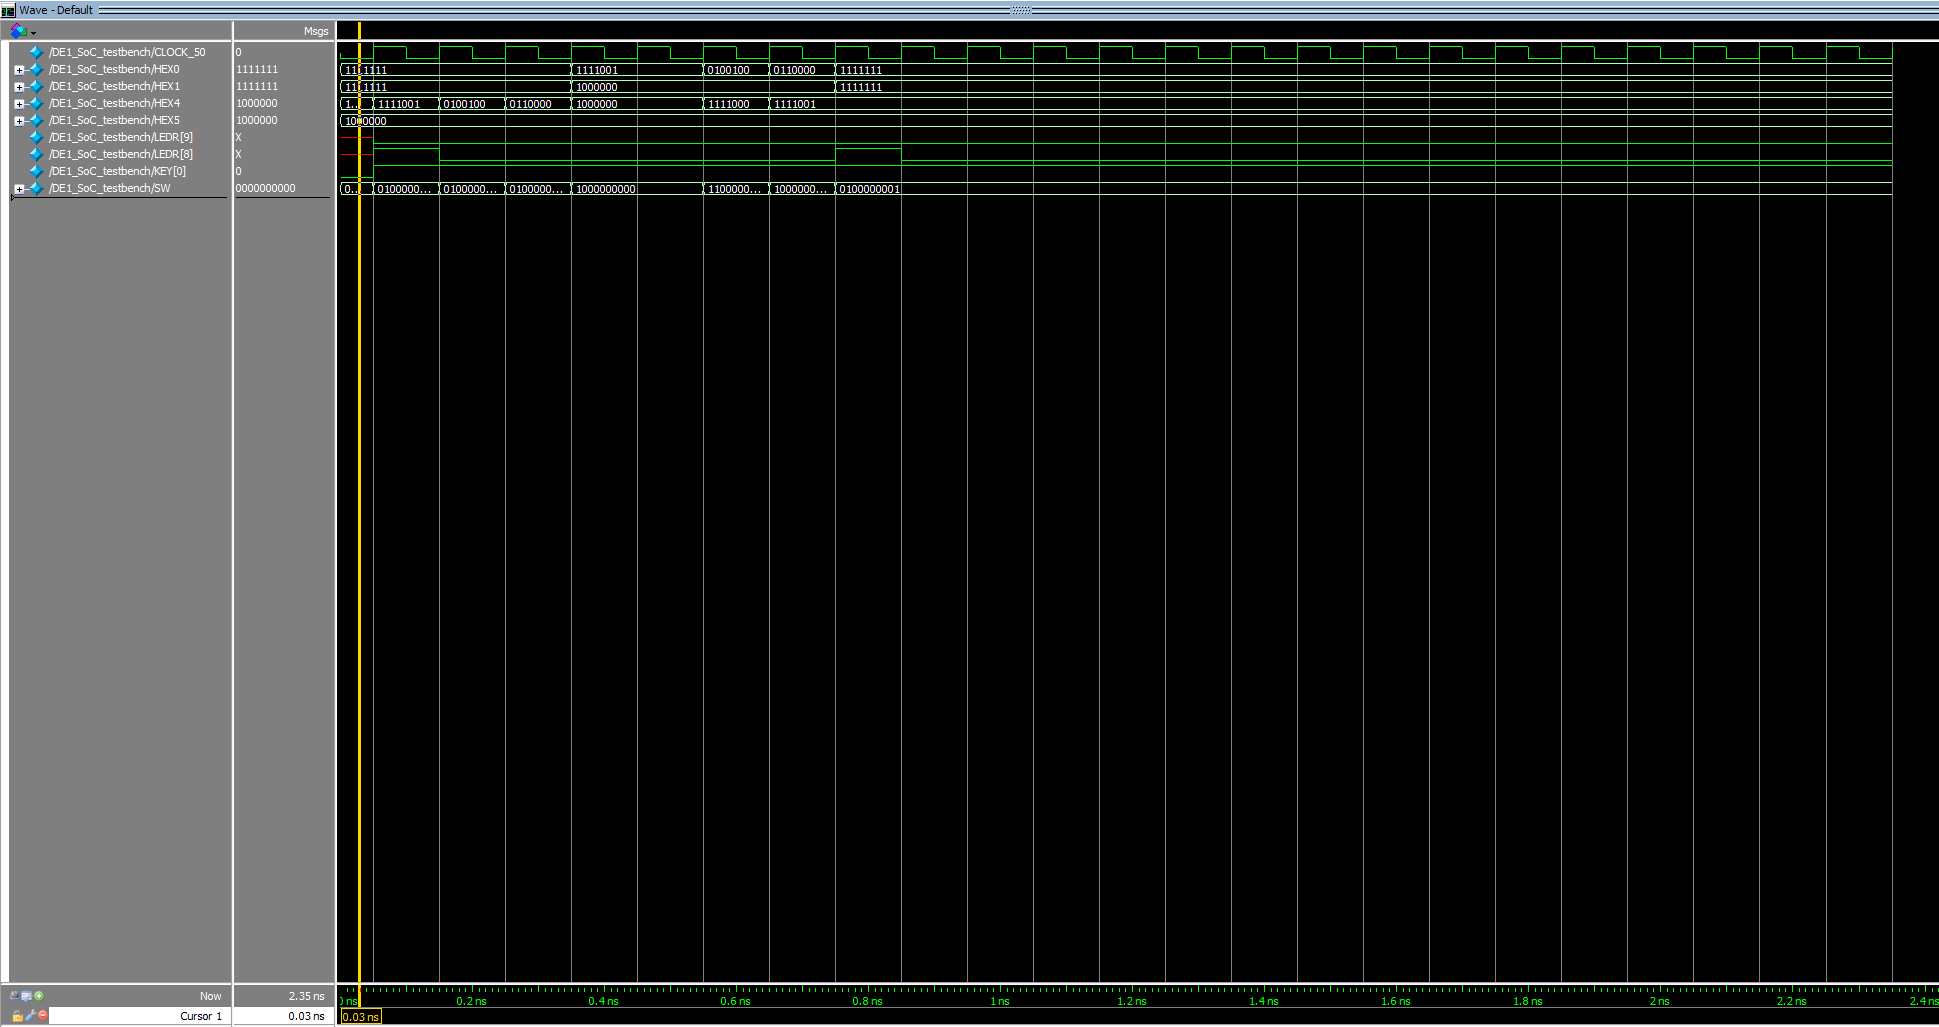 Wave - Default
Msgs
/DE1_SoC_testbench/CLOCK_50 0
/DE1_SoC_testbench/HEX0 1111111 1111111 1111001 0100100 0110000 1111111
/DE1_SoC_testbench/HEX1 1111111 1111111 1000000 1111111
/DE1_SoC_testbench/HEX4 1000000 1... 1111001 0100100 0110000 1000000 1111000 1111001
/DE1_SoC_testbench/HEX5 1000000 1000000
/DE1_SoC_testbench/LEDR[9] X
/DE1_SoC_testbench/LEDR[8] X
/DE1_SoC_testbench/KEY[0] 0
/DE1_SoC_testbench/SW 0000000000 0... 0100000... 0100000... 0100000... 1000000000 1100000... 1000000... 0100000001
Now 2.35 ns ns 0.2 ns 0.4 ns 0.6 ns 0.8 ns 1 ns 1.2 ns 1.4 ns 1.6 ns 1.8 ns 2 ns 2.2 ns 2.4 ns
Cursor 1 0.03 ns 0.03 ns